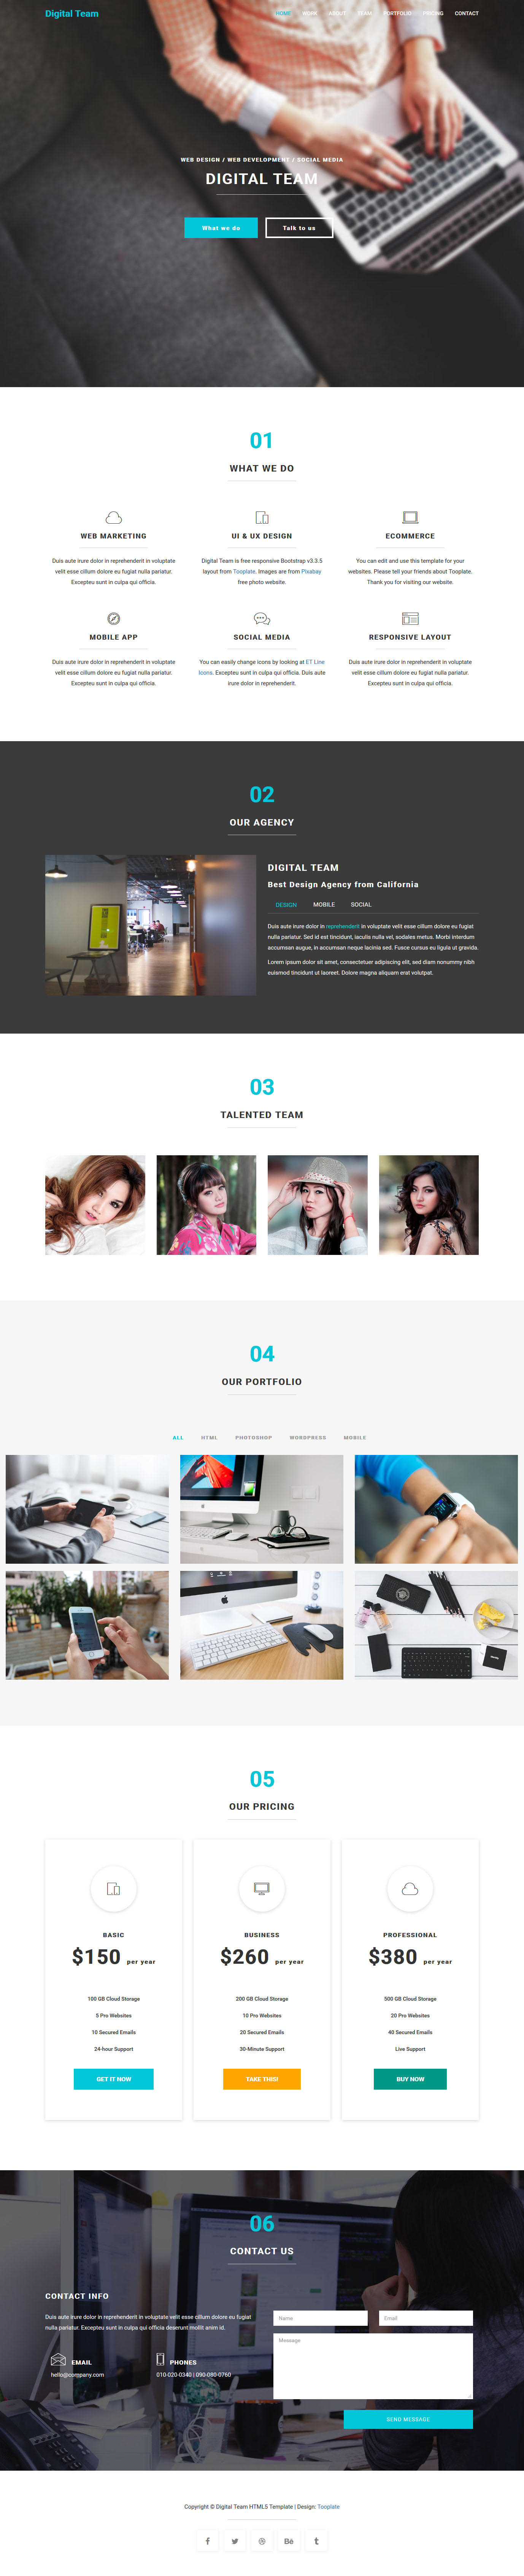 Digital Team
HOME WORK ABOUT TEAM PORTFOLIO PRICING CONTACT
WEB DESIGN / WEB DEVELOPMENT / SOCIAL MEDIA
DIGITAL TEAM
What we do
Talk to us
01
WHAT WE DO
WEB MARKETING
Duis aute irure dolor in reprehenderit in voluptate
velit esse cillum dolore eu fugiat nulla pariatur.
Excepteu sunt in culpa qui officia.
UI & UX DESIGN
Digital Team is free responsive Bootstrap v3.3.5
layout from Tooplate. Images are from Pixabay
free photo website.
ECOMMERCE
You can edit and use this template for your
websites. Please tell your friends about Tooplate.
Thank you for visiting our website.
MOBILE APP
Duis aute irure dolor in reprehenderit in voluptate
velit esse cillum dolore eu fugiat nulla pariatur.
Excepteu sunt in culpa qui officia.
SOCIAL MEDIA
You can easily change icons by looking at ET Line
Icons. Excepteu sunt in culpa qui officia. Duis aute
irure dolor in reprehenderit.
RESPONSIVE LAYOUT
Duis aute irure dolor in reprehenderit in voluptate
velit esse cillum dolore eu fugiat nulla pariatur.
Excepteu sunt in culpa qui officia.
02
OUR AGENCY
DIGITAL TEAM
Best Design Agency from California
DESIGN MOBILE SOCIAL
Duis aute irure dolor in reprehenderit in voluptate velit esse cillum dolore eu fugiat
nulla pariatur. Sed id est tincidunt, iaculis nulla vel, sodales metus. Morbi interdum
accumsan augue, in accumsan neque lacinia sed. Fusce cursus eu ligula ut gravida.
Lorem ipsum dolor sit amet, consectetuer adipiscing elit, sed diam nonummy nibh
euismod tincidunt ut laoreet. Dolore magna aliquam erat volutpat.
03
TALENTED TEAM
04
OUR PORTFOLIO
ALL HTML PHOTOSHOP WORDPRESS MOBILE
05
OUR PRICING
BASIC
$150 per year
100 GB Cloud Storage
5 Pro Websites
10 Secured Emails
24-hour Support
GET IT NOW
BUSINESS
$260 per year
200 GB Cloud Storage
10 Pro Websites
20 Secured Emails
30-Minute Support
TAKE THIS!
PROFESSIONAL
$380 per year
500 GB Cloud Storage
20 Pro Websites
40 Secured Emails
Live Support
BUY NOW
06
CONTACT US
CONTACT INFO
Duis aute irure dolor in reprehenderit in voluptate velit esse cillum dolore eu fugiat
nulla pariatur. Excepteu sunt in culpa qui officia deserunt mollit anim id.
EMAIL
hello@company.com
PHONES
010-020-0340 | 090-080-0760
Name
Email
Message
SEND MESSAGE
Copyright © Digital Team HTML5 Template | Design: Tooplate